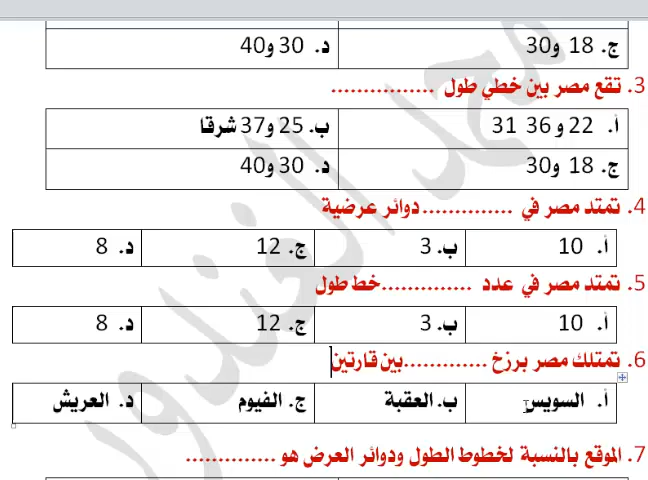 ج. 18 و30 د. 30 و40
3. تقع مصر بين خطي طول ................
أ. 22 و 36 31 ب. 25 و37 شرقا
ج. 18 و30 د. 30 و40
4. تمتد مصر في ..............دوائر عرضية
أ. 10 ب. 3 ج. 12 د. 8
5. تمتد مصر في عدد ..............خط طول
أ. 10 ب. 3 ج. 12 د. 8
6. تمتلك مصر برزخ .............بين قارتين
أ. السويس ب. العقبة ج. الفيوم د. العريش
7. الموقع بالنسبة لخطوط الطول ودوائر العرض هو ..............
محمد الغندور